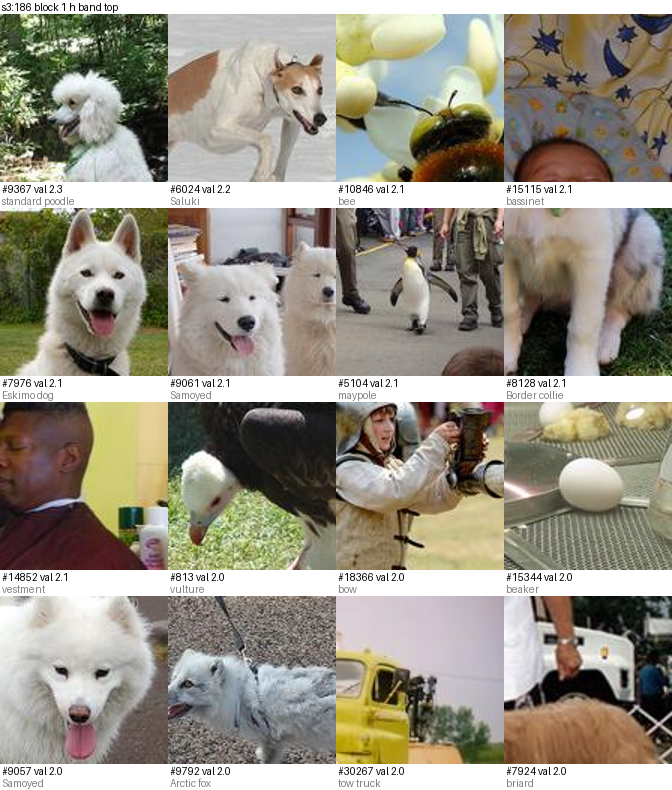 s3:186 block 1 h band top
#9367 val 2.3
standard poodle
#6024 val 2.2
Saluki
#10846 val 2.1
bee
#15115 val 2.1
bassinet
#7976 val 2.1
Eskimo dog
#9061 val 2.1
Samoyed
#5104 val 2.1
maypole
#8128 val 2.1
Border collie
#14852 val 2.1
vestment
#813 val 2.0
vulture
#18366 val 2.0
bow
#15344 val 2.0
beaker
#9057 val 2.0
Samoyed
#9792 val 2.0
Arctic fox
#30267 val 2.0
tow truck
#7924 val 2.0
briard